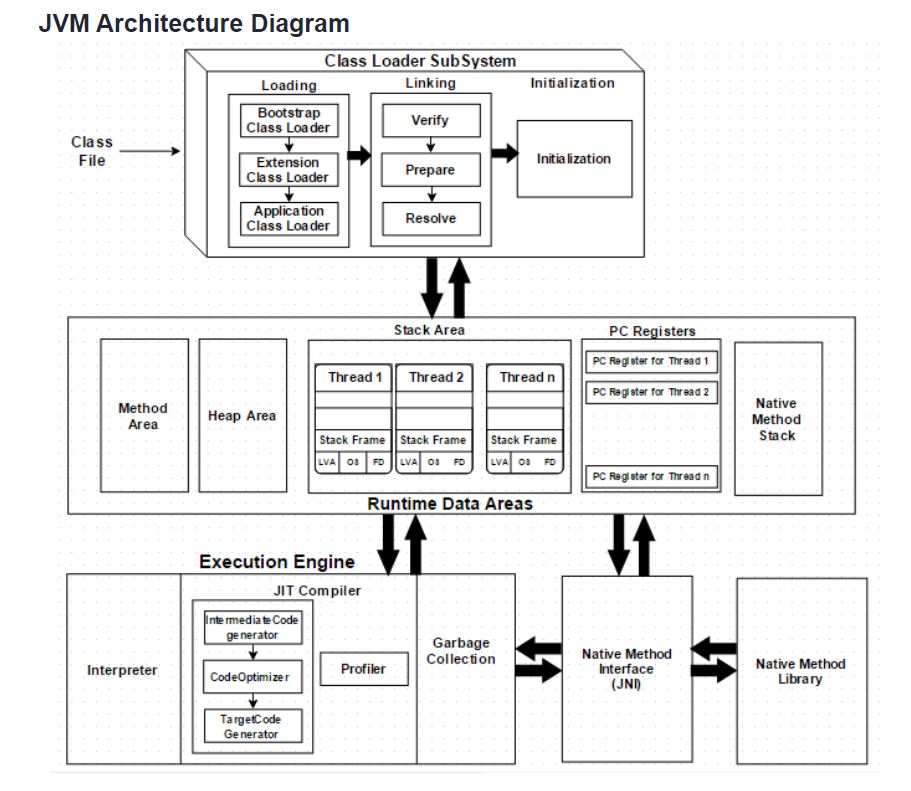 JVM Architecture Diagram
Class Loader SubSystem
Loading
Linking
Initialization
Class
File
Bootstrap
Class Loader
Extension
Class Loader
Application
Class Loader
Verify
Prepare
Resolve
Initialization
Stack Area
PC Registers
Method
Area
Heap Area
Thread 1
Thread 2
Thread n
Stack Frame
Stack Frame
Stack Frame
LVA OS FD
LVA OS FD
LVA OS FD
PC Register for Thread 1
PC Register for Thread 2
PC Register for Thread n
Native
Method
Stack
Runtime Data Areas
Execution Engine
Interpreter
JIT Compiler
Intermediate Code
generator
CodeOptimizer
TargetCode
Generator
Profiler
Garbage
Collection
Native Method
Interface
(JNI)
Native Method
Library